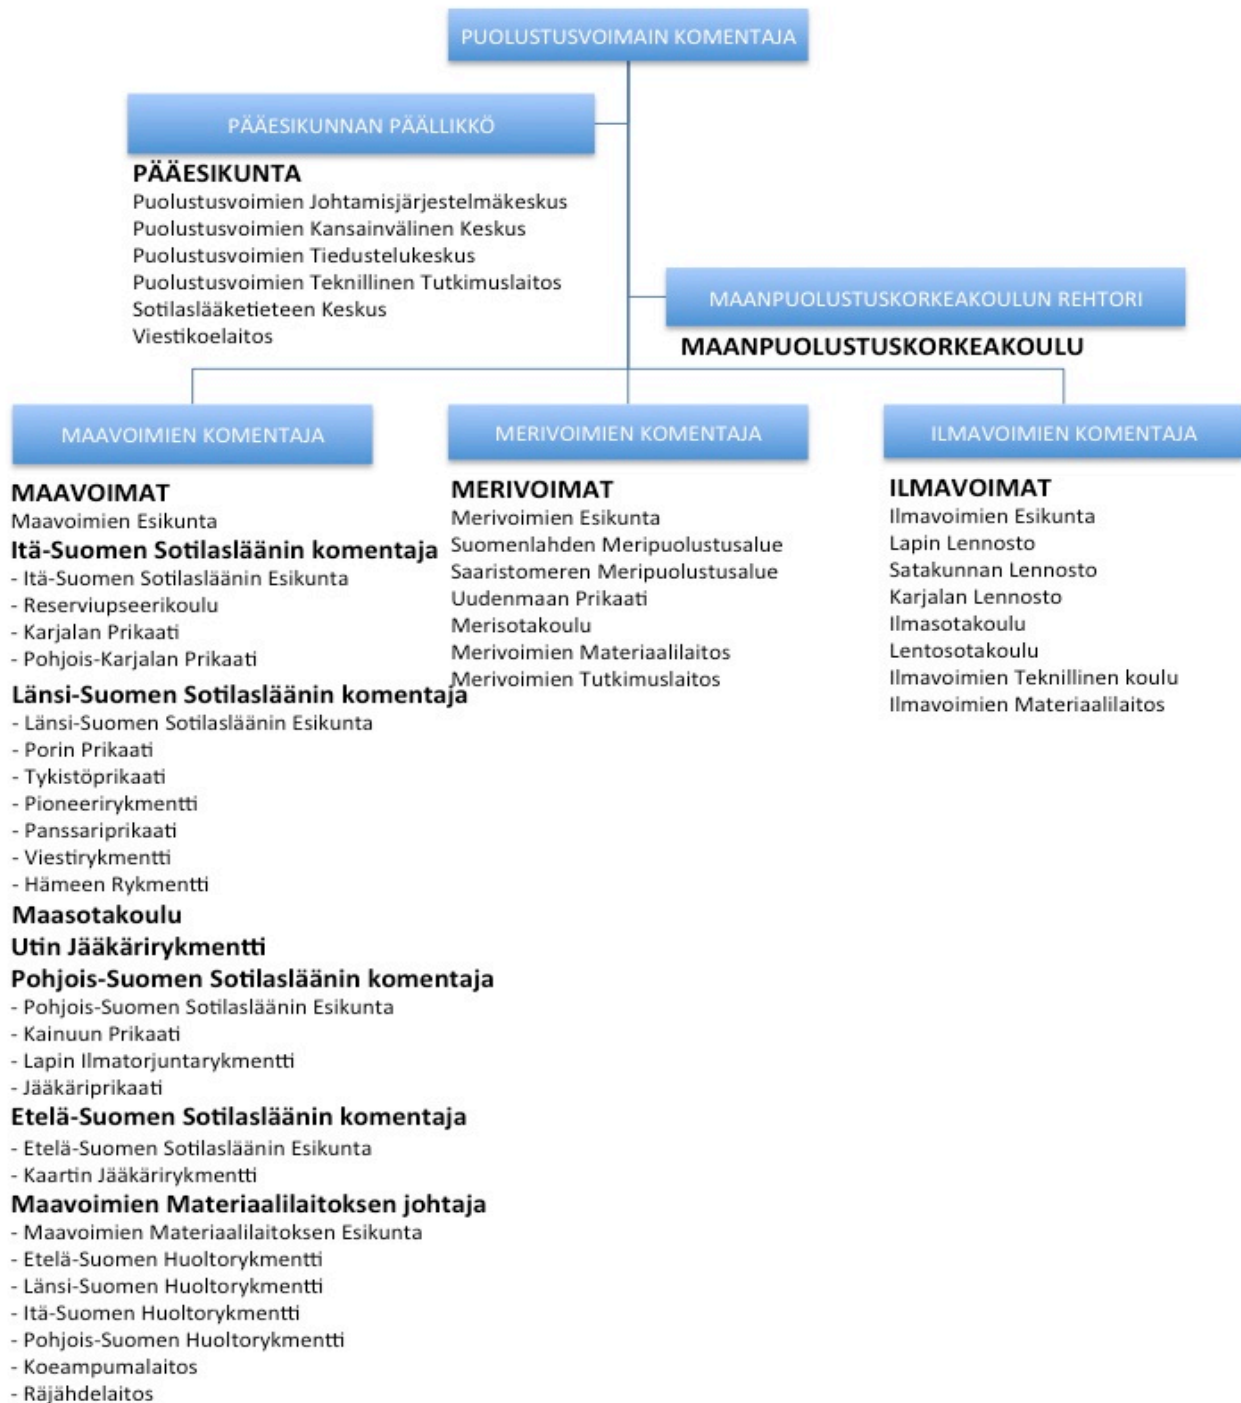 PUOLUSTUSVOIMAIN KOMENTAJA
PÄÄESIKUNNAN PÄÄLLIKKÖ
PÄÄESIKUNTA
Puolustusvoimien Johtamisjärjestelmäkeskus
Puolustusvoimien Kansainvälinen Keskus
Puolustusvoimien Tiedustelukeskus
Puolustusvoimien Teknillinen Tutkimuslaitos
Sotilaslääketieteen Keskus
Viestikoelaitos
MAANPUOLUSTUSKORKEAKOULUN REHTORI
MAANPUOLUSTUSKORKEAKOULU
MAAVOIMIEN KOMENTAJA
MAAVOIMAT
Maavoimien Esikunta
Itä-Suomen Sotilasläänin komentaja
- Itä-Suomen Sotilasläänin Esikunta
- Reserviupseerikoulu
- Karjalan Prikaati
- Pohjois-Karjalan Prikaati
Länsi-Suomen Sotilasläänin komentaja
- Länsi-Suomen Sotilasläänin Esikunta
- Porin Prikaati
- Tykistöprikaati
- Pioneerirykmentti
- Panssariprikaati
- Viestirykmentti
- Hämeen Rykmentti
Maasotakoulu
Utin Jääkärirykmentti
Pohjois-Suomen Sotilasläänin komentaja
- Pohjois-Suomen Sotilasläänin Esikunta
- Kainuun Prikaati
- Lapin Ilmatorjuntarykmentti
- Jääkäriprikaati
Etelä-Suomen Sotilasläänin komentaja
- Etelä-Suomen Sotilasläänin Esikunta
- Kaartin Jääkärirykmentti
Maavoimien Materiaalilaitoksen johtaja
- Maavoimien Materiaalilaitoksen Esikunta
- Etelä-Suomen Huoltorykmentti
- Länsi-Suomen Huoltorykmentti
- Itä-Suomen Huoltorykmentti
- Pohjois-Suomen Huoltorykmentti
- Koeampumalaitos
- Räjähdelaitos
MERIVOIMIEN KOMENTAJA
MERIVOIMAT
Merivoimien Esikunta
Suomenlahden Meripuolustusalue
Saaristomeren Meripuolustusalue
Uudenmaan Prikaati
Merisotakoulu
Merivoimien Materiaalilaitos
Merivoimien Tutkimuslaitos
ILMAVOIMIEN KOMENTAJA
ILMAVOIMAT
Ilmavoimien Esikunta
Lapin Lennosto
Satakunnan Lennosto
Karjalan Lennosto
Ilmasotakoulu
Lentosotakoulu
Ilmavoimien Teknillinen koulu
Ilmavoimien Materiaalilaitos